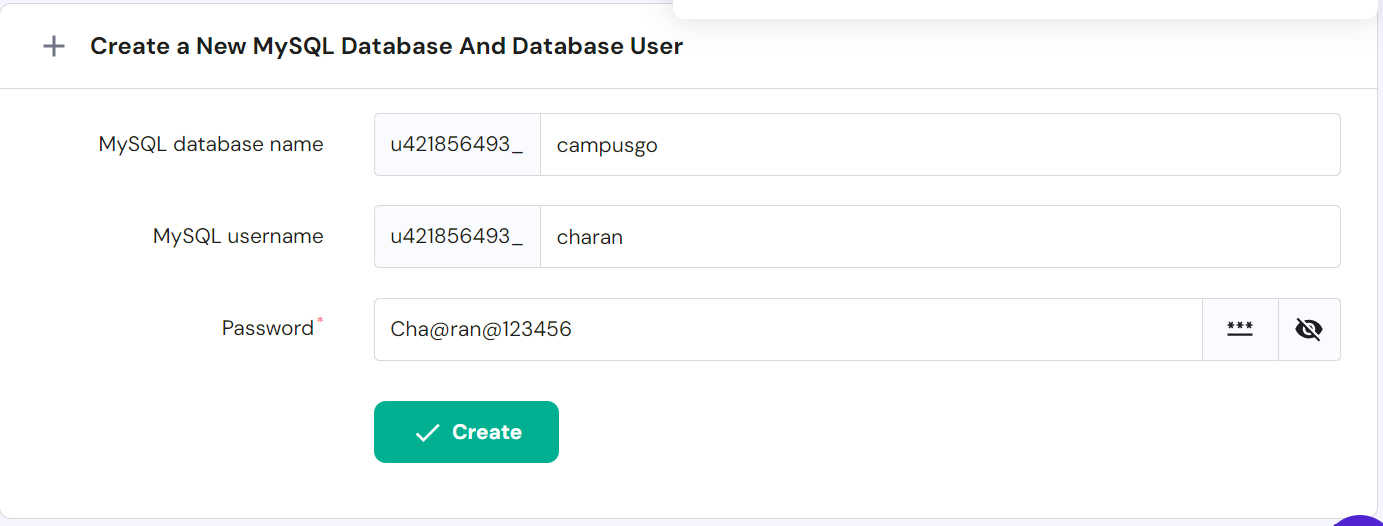 Create a New MySQL Database And Database User
MySQL database name u421856493_ campusgo
MySQL username u421856493_ charan
Password* Cha@ran@123456 ***
Create